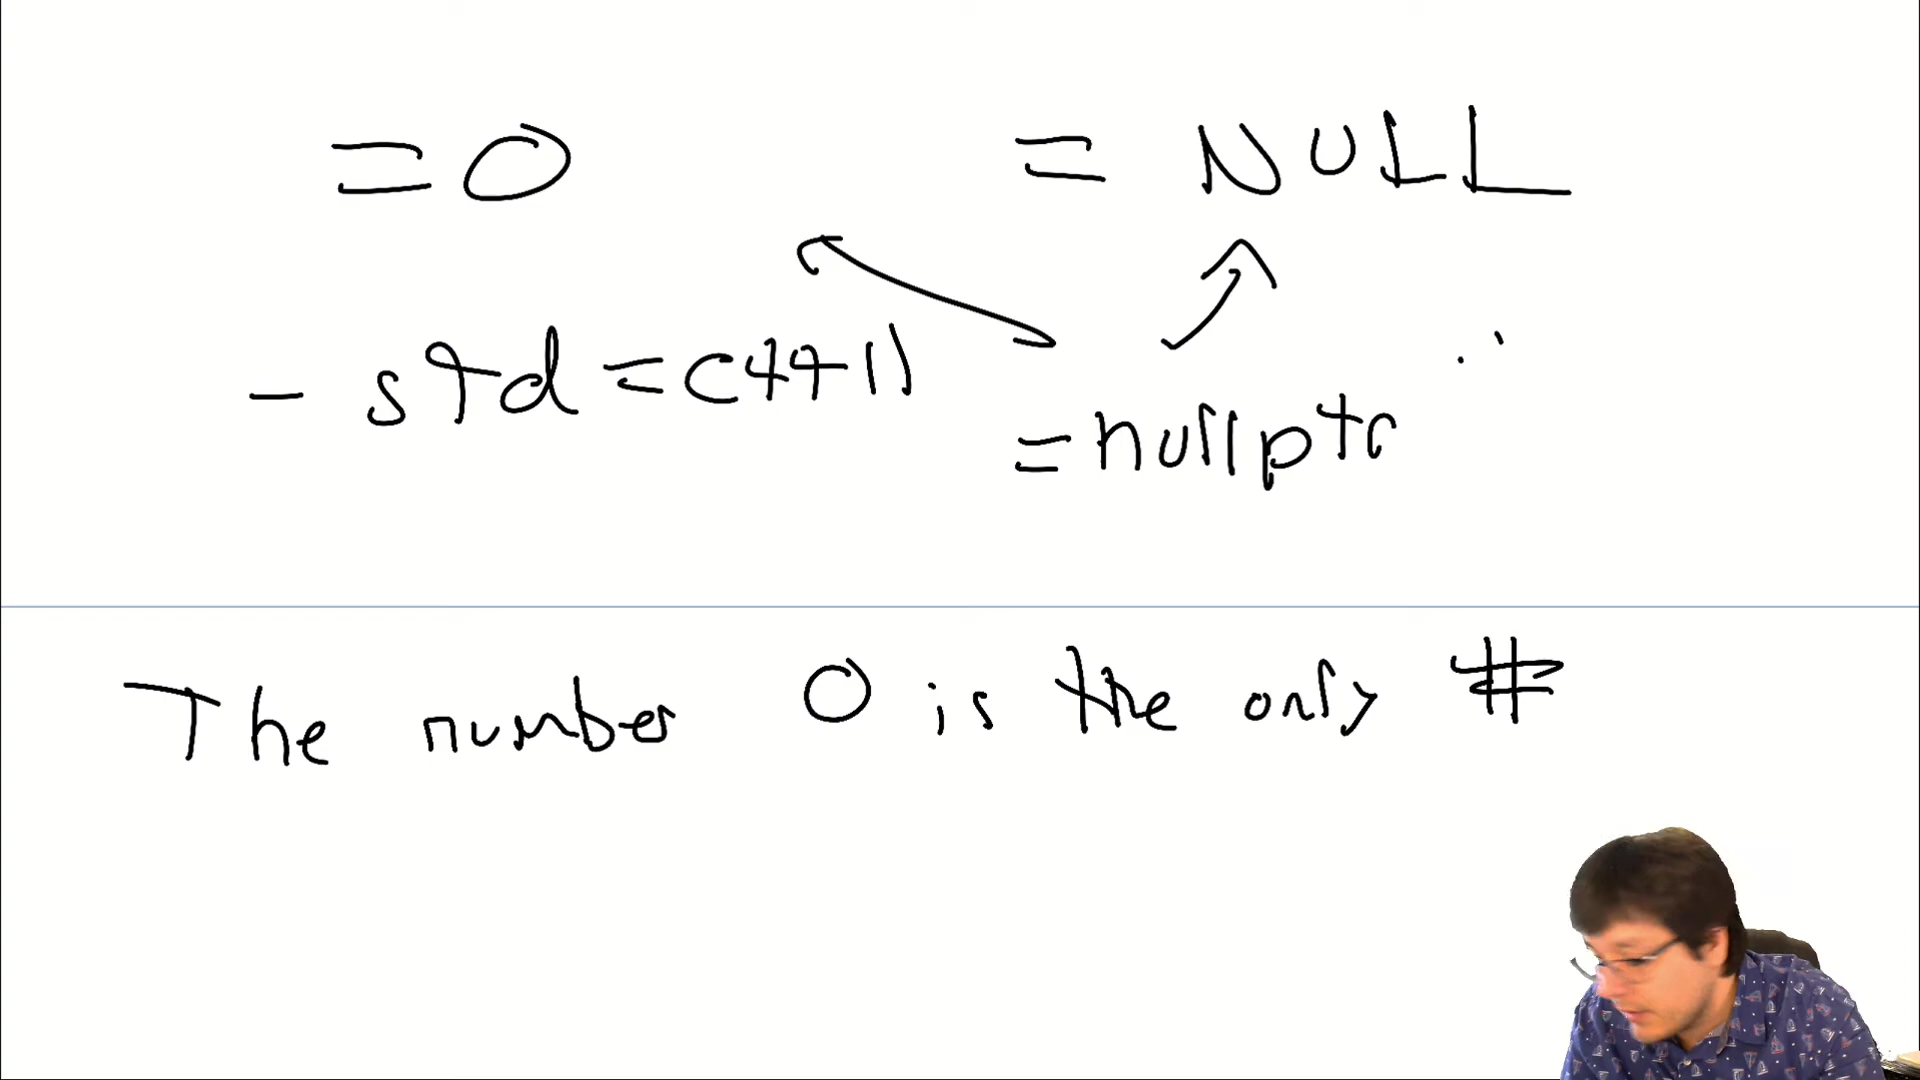 =0 = NULL
- std=c++11
=nullptr
The number 0 is the only #